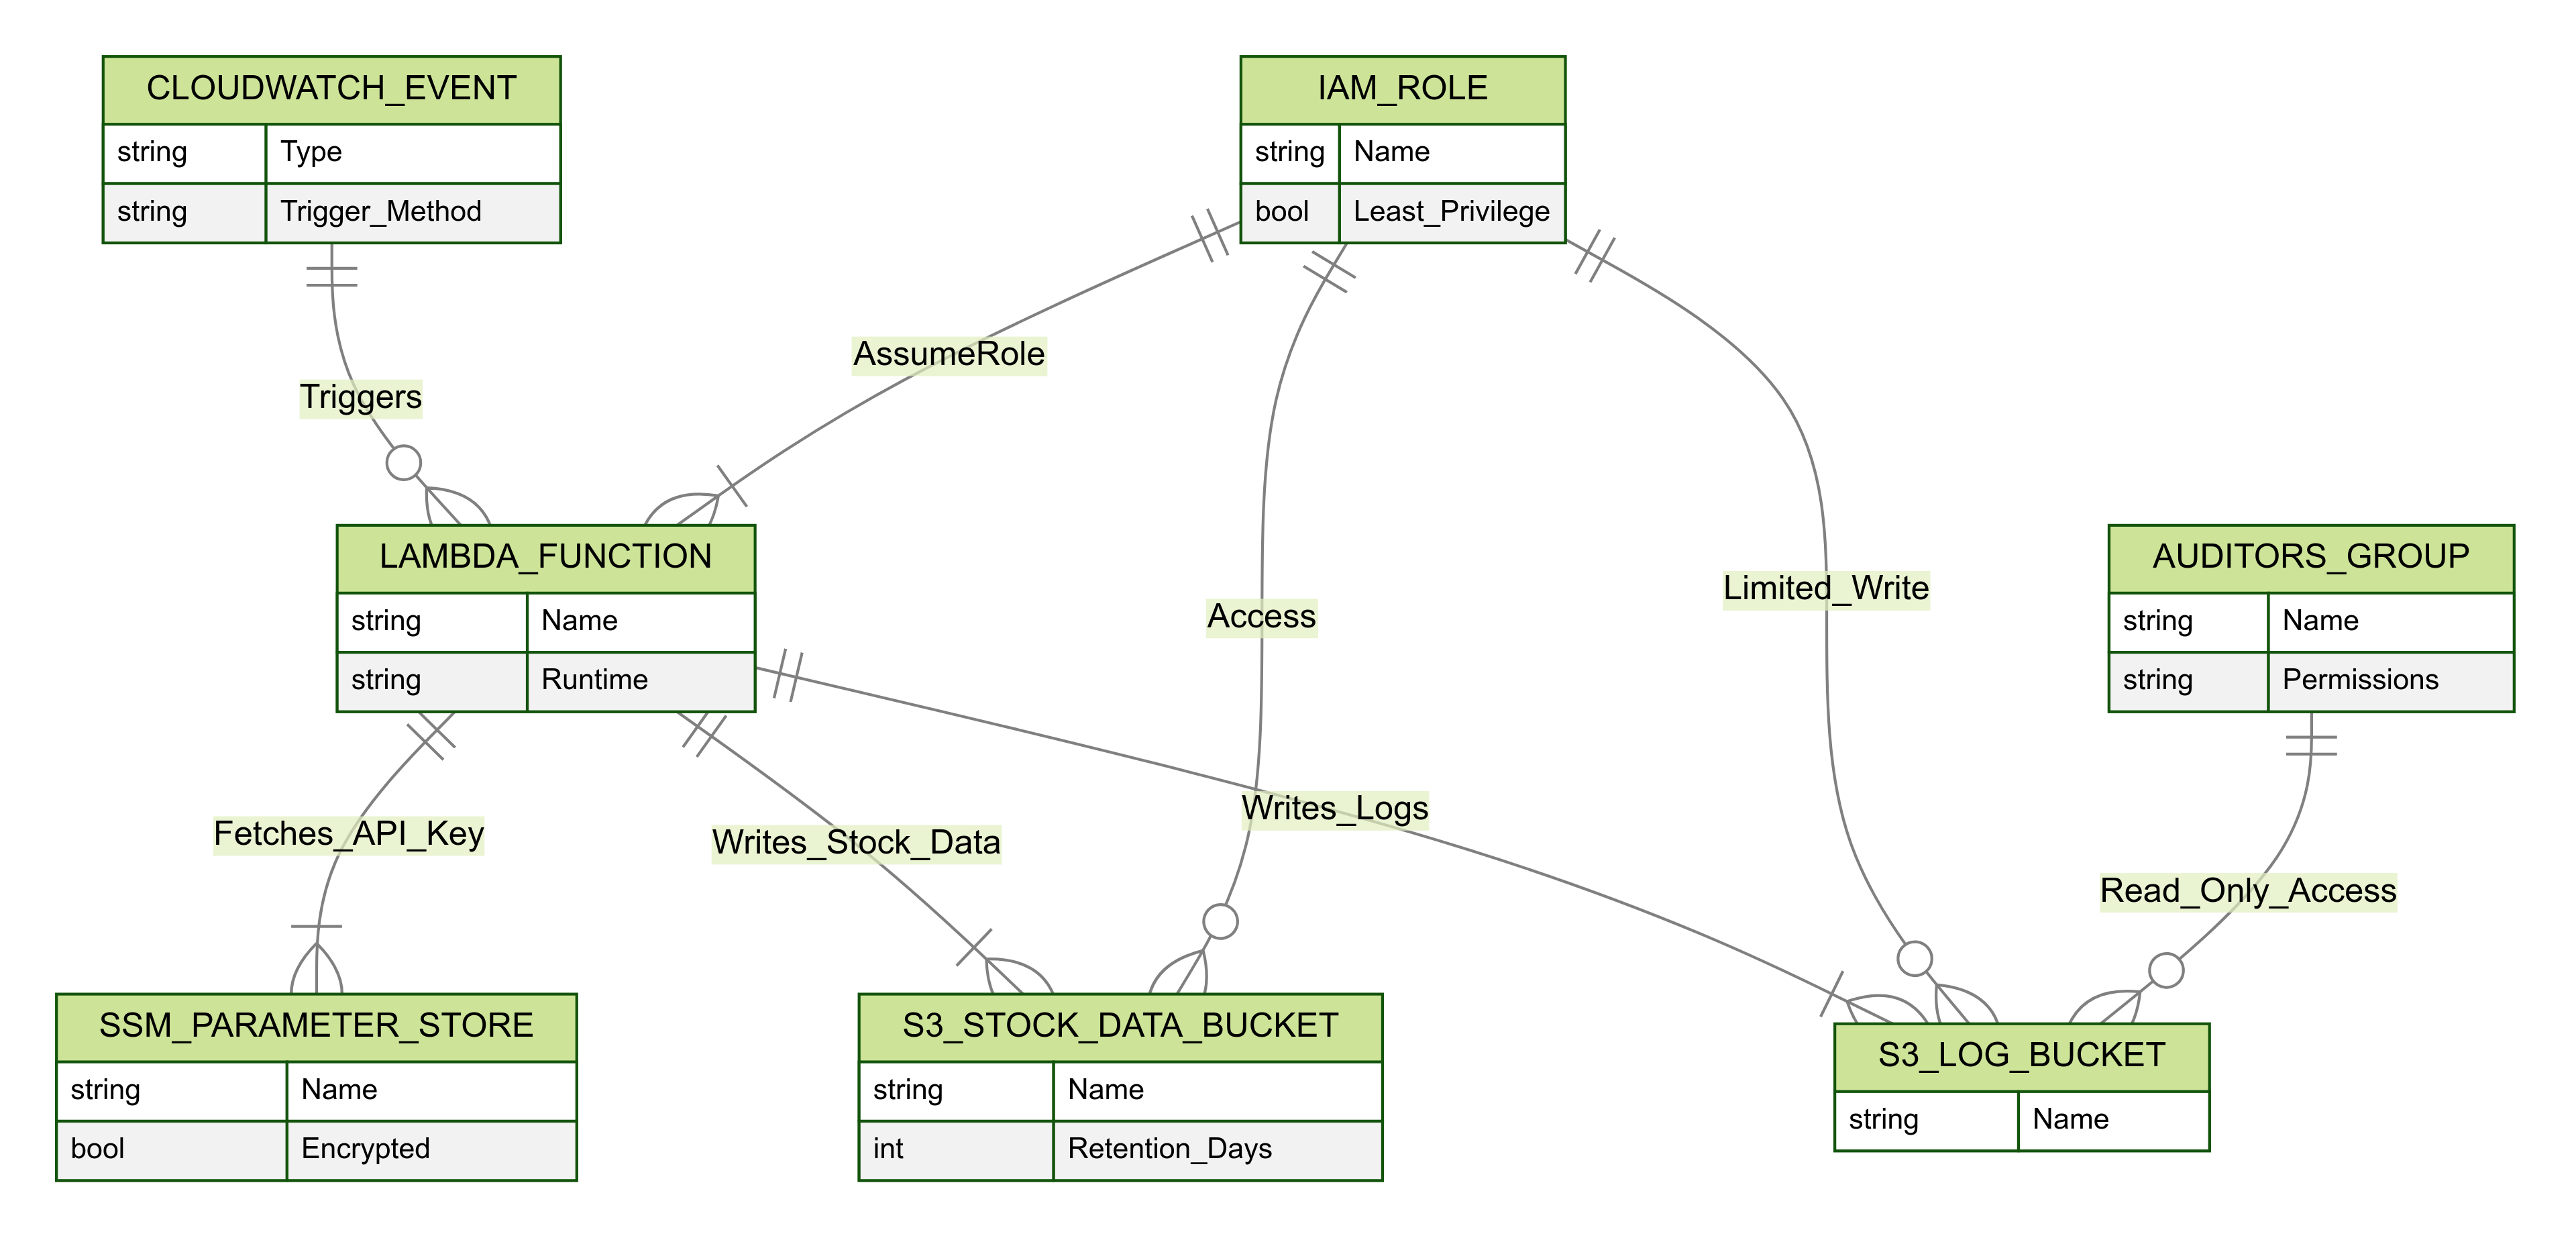 CLOUDWATCH_EVENT
string Type
string Trigger_Method
IAM_ROLE
string Name
bool Least_Privilege
AssumeRole
Triggers
LAMBDA_FUNCTION
string Name
string Runtime
Access
Limited_Write
AUDITORS_GROUP
string Name
string Permissions
Fetches_API_Key
Writes_Stock_Data
Writes_Logs
Read_Only_Access
SSM_PARAMETER_STORE
string Name
bool Encrypted
S3_STOCK_DATA_BUCKET
string Name
int Retention_Days
S3_LOG_BUCKET
string Name